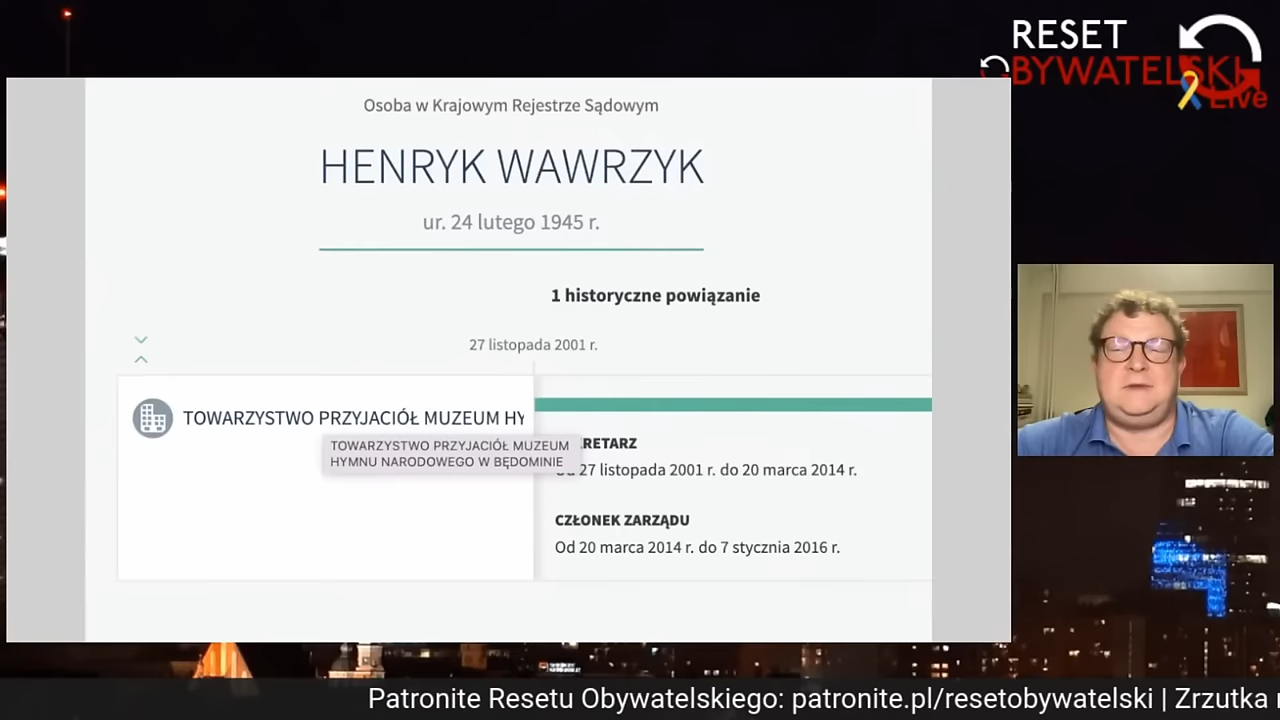 RESET
OBYWATELSKI
Live
Osoba w Krajowym Rejestrze Sądowym
HENRYK WAWRZYK
ur. 24 lutego 1945 r.
1 historyczne powiązanie
27 listopada 2001 r.
TOWARZYSTWO PRZYJACIÓŁ MUZEUM HY
TOWARZYSTWO PRZYJACIÓŁ MUZEUM
HYMNU NARODOWEGO W BĘDOMINIE
RETARZ
27 listopada 2001 r. do 20 marca 2014 r.
CZŁONEK ZARZĄDU
Od 20 marca 2014 r. do 7 stycznia 2016 r.
Patronite Resetu Obywatelskiego: patronite.pl/resetobywatelski | Zrzutka